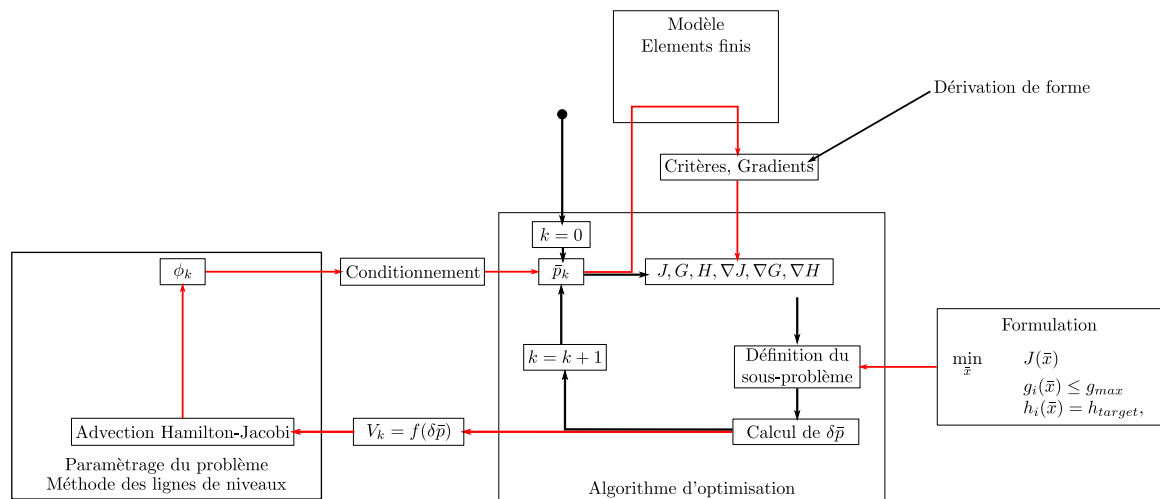 Modèle
Elements finis
Dérivation de forme
Critères, Gradients
k = 0
ϕ_k
Conditionnement
p̄_k
J, G, H, ∇J, ∇G, ∇H
k = k + 1
Définition du
sous-problème
Formulation
min_x̄ J(x̄)
g_i(x̄) ≤ g_max
h_i(x̄) = h_target,
Advection Hamilton-Jacobi
V_k = f(δp̄)
Calcul de δp̄
Paramètrage du problème
Méthode des lignes de niveaux
Algorithme d'optimisation